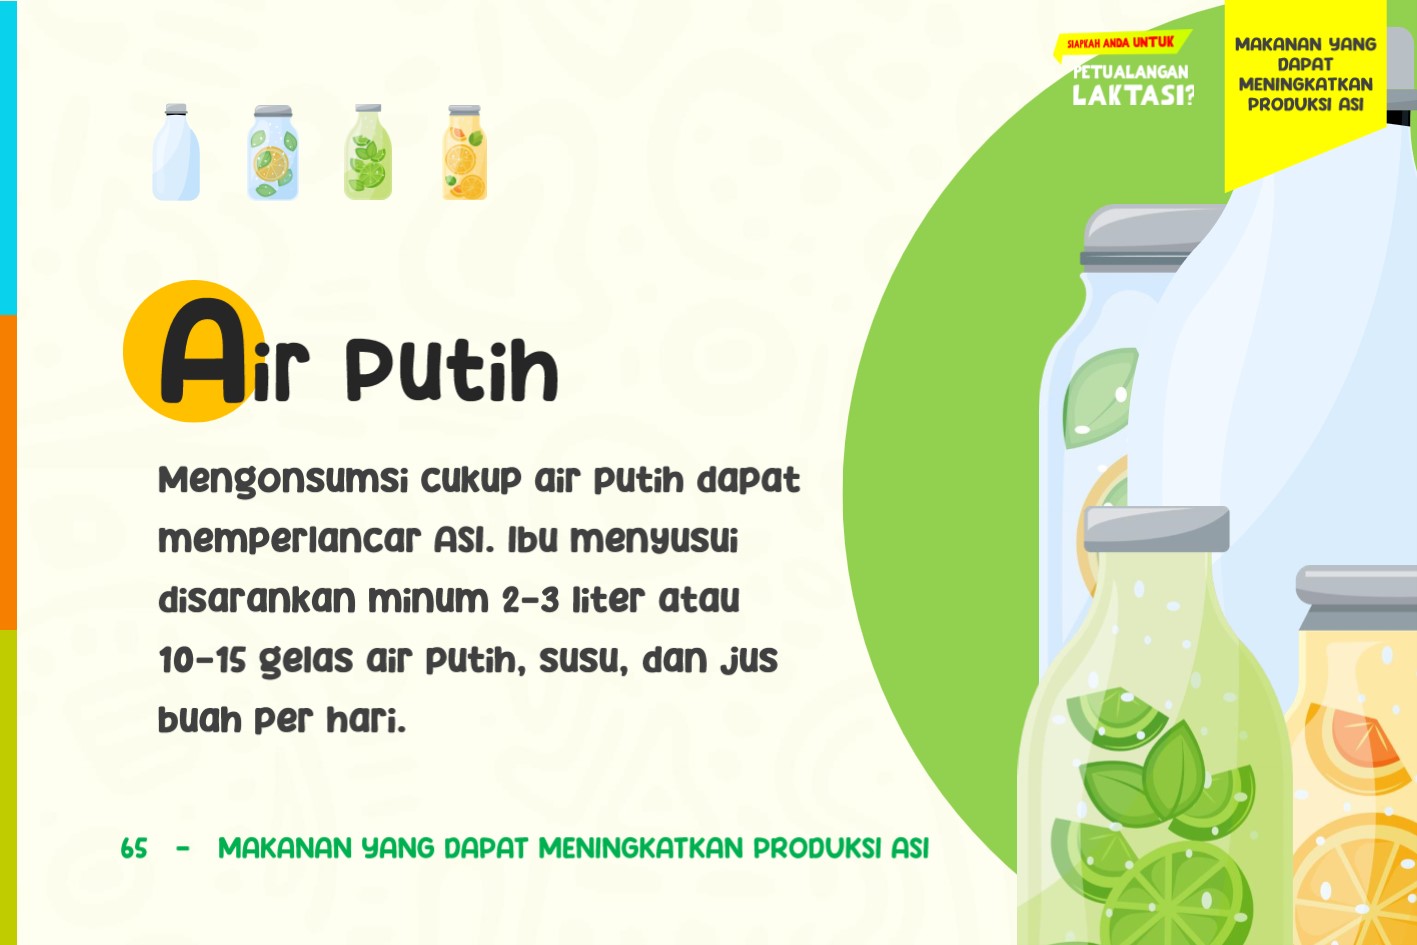 SIAPKAH ANDA UNTUK
PETUALANGAN
LAKTASI?
MAKANAN YANG
DAPAT
MENINGKATKAN
PRODUKSI ASI
Air Putih
Mengonsumsi cukup air putih dapat
memperlancar ASI. Ibu menyusui
disarankan minum 2-3 liter atau
10-15 gelas air putih, susu, dan jus
buah per hari.
65 - MAKANAN YANG DAPAT MENINGKATKAN PRODUKSI ASI